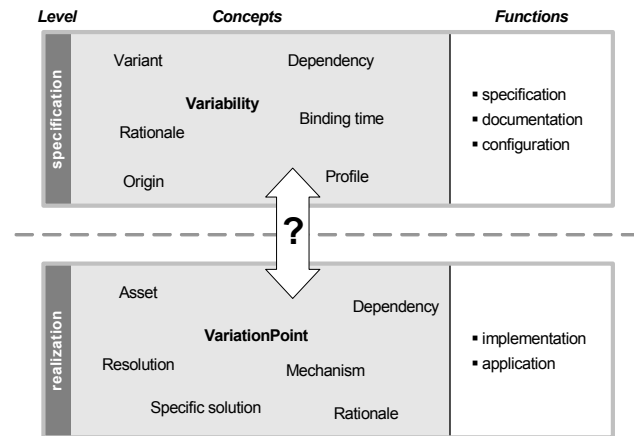 Level Concepts Functions
specification
Variant Dependency
Variability
Binding time
Rationale
Origin Profile
▪ specification
▪ documentation
▪ configuration
?
realization
Asset
Dependency
VariationPoint
Resolution Mechanism
Specific solution Rationale
▪ implementation
▪ application